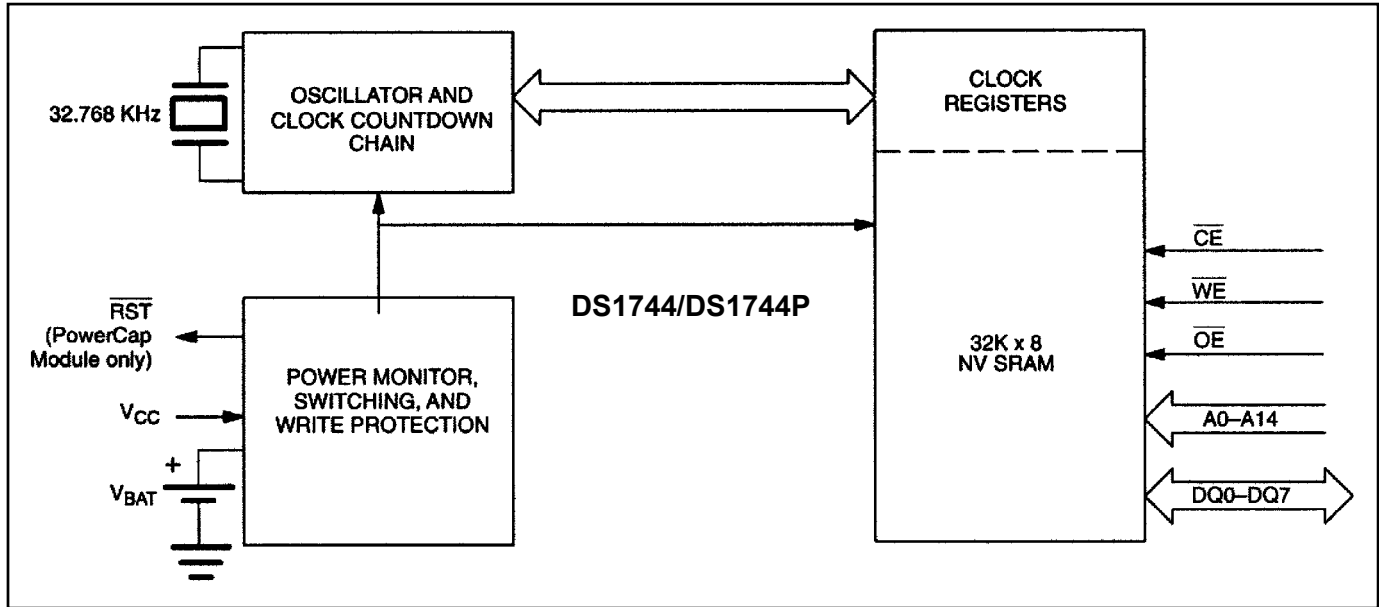 32.768 KHz
OSCILLATOR AND
CLOCK COUNTDOWN
CHAIN
CLOCK
REGISTERS
RST
(PowerCap
Module only)
VCC
+
VBAT
POWER MONITOR,
SWITCHING, AND
WRITE PROTECTION
DS1744/DS1744P
32K x 8
NV SRAM
CE
WE
OE
A0–A14
DQ0–DQ7